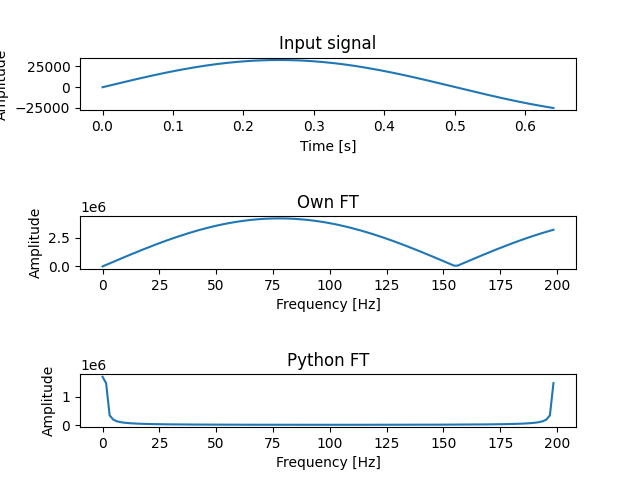 Input signal
Amplitude
25000
0
−25000
0.0 0.1 0.2 0.3 0.4 0.5 0.6
Time [s]
Own FT
1e6
Amplitude
2.5
0.0
0 25 50 75 100 125 150 175 200
Frequency [Hz]
Python FT
1e6
Amplitude
1
0
0 25 50 75 100 125 150 175 200
Frequency [Hz]